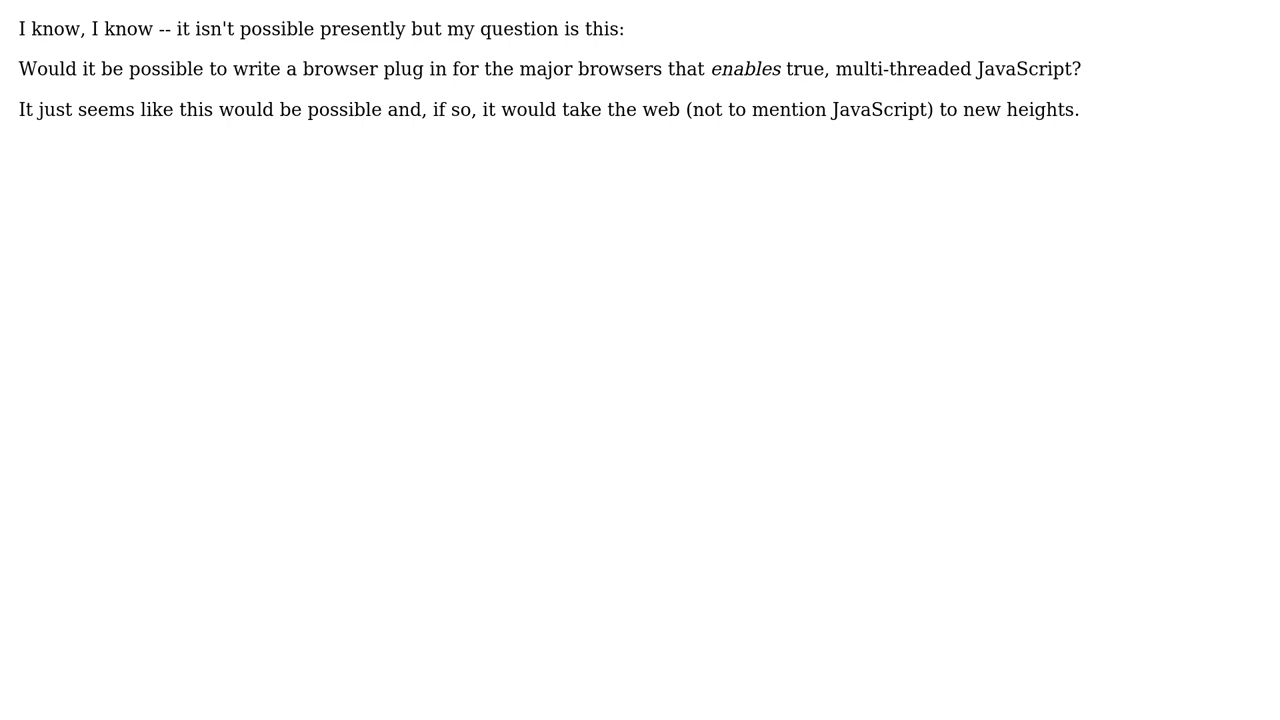 I know, I know -- it isn't possible presently but my question is this:
Would it be possible to write a browser plug in for the major browsers that enables true, multi-threaded JavaScript?
It just seems like this would be possible and, if so, it would take the web (not to mention JavaScript) to new heights.